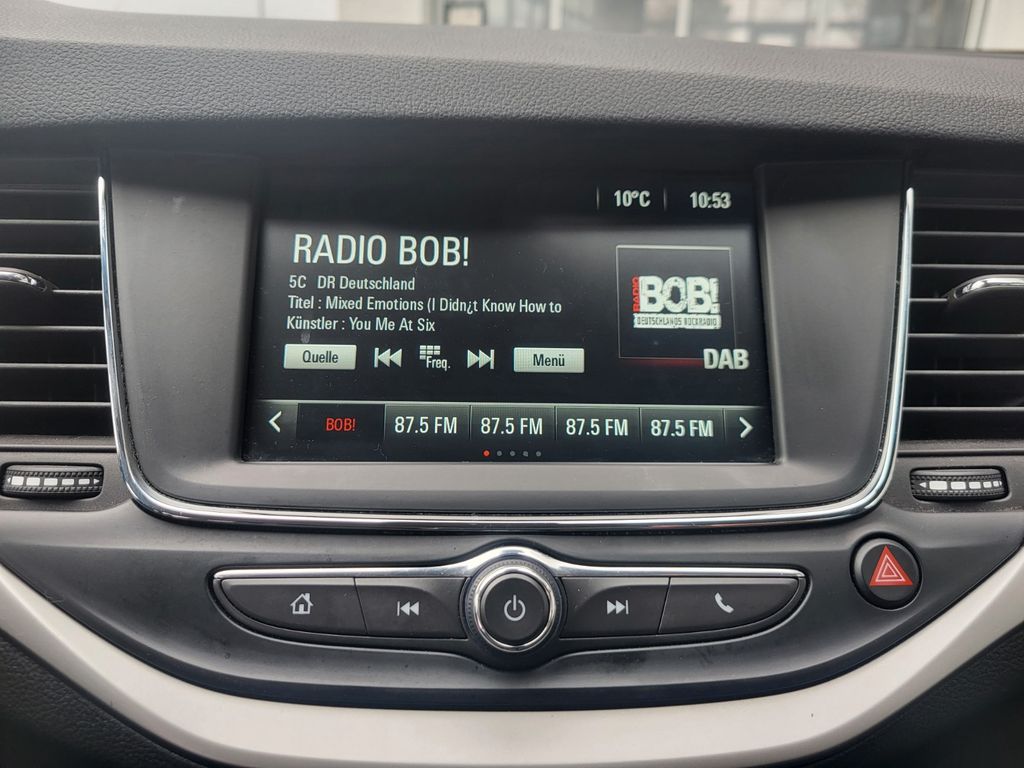 10°C 10:53
RADIO BOB!
5C DR Deutschland
Titel : Mixed Emotions (I Didn¿t Know How to
Künstler : You Me At Six
RADIO
BOB!
DEUTSCHLANDS ROCKRADIO
DAB
Quelle Freq. Menü
BOB! 87.5 FM 87.5 FM 87.5 FM 87.5 FM